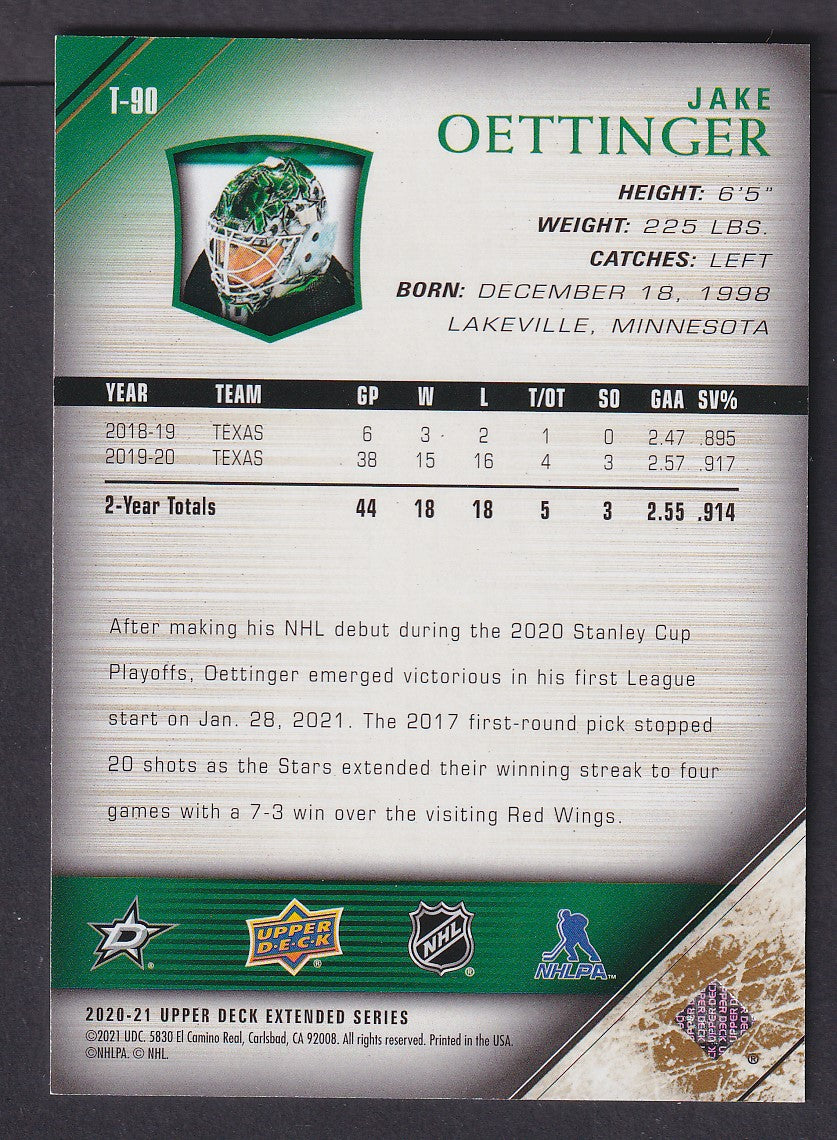 T-90
JAKE
OETTINGER
HEIGHT: 6'5"
WEIGHT: 225 LBS.
CATCHES: LEFT
BORN: DECEMBER 18, 1998
LAKEVILLE, MINNESOTA
YEAR TEAM GP W L T/OT SO GAA SV%
2018-19 TEXAS 6 3 2 1 0 2.47 .895
2019-20 TEXAS 38 15 16 4 3 2.57 .917
2-Year Totals 44 18 18 5 3 2.55 .914
After making his NHL debut during the 2020 Stanley Cup
Playoffs, Oettinger emerged victorious in his first League
start on Jan. 28, 2021. The 2017 first-round pick stopped
20 shots as the Stars extended their winning streak to four
games with a 7-3 win over the visiting Red Wings.
D ® UPPER DECK ® NHL ® NHLPA™
2020-21 UPPER DECK EXTENDED SERIES
©2021 UDC. 5830 El Camino Real, Carlsbad, CA 92008. All rights reserved. Printed in the USA.
©NHLPA. © NHL.
UPPER DECK
®